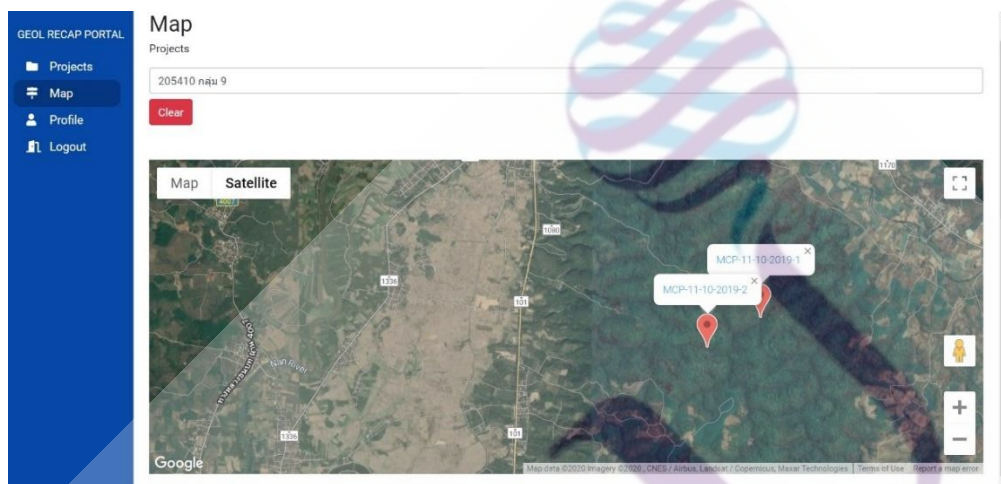 GEOL RECAP PORTAL
Projects
Map
Profile
Logout
Map
Projects
205410 กลุ่ม 9
Clear
Map
Satellite
4007
1170
1080
1336
101
MCP-11-10-2019-1
MCP-11-10-2019-2
Nan River
1336
101
Google
Map data ©2020 Imagery ©2020 , CNES / Airbus, Landsat / Copernicus, Maxar Technologies
Terms of Use
Report a map error